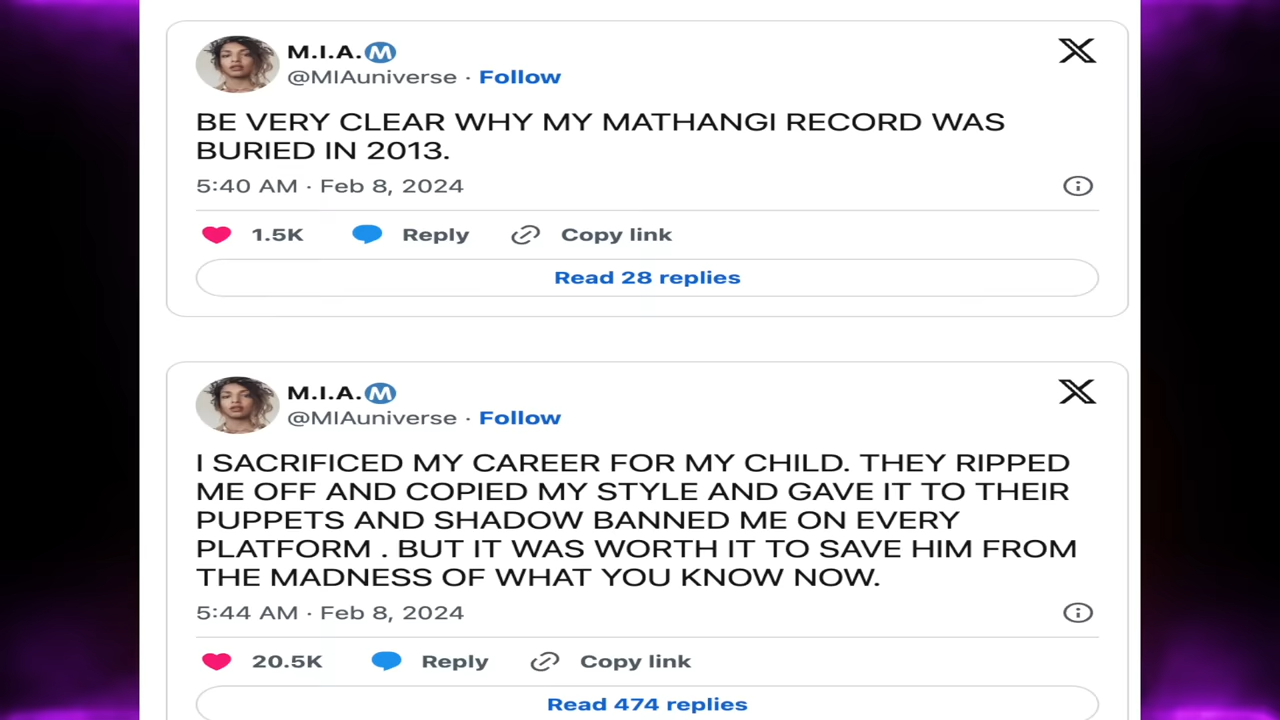 M.I.A.Ⓜ
@MIAuniverse · Follow
BE VERY CLEAR WHY MY MATHANGI RECORD WAS
BURIED IN 2013.
5:40 AM · Feb 8, 2024
1.5K Reply Copy link
Read 28 replies
M.I.A.Ⓜ
@MIAuniverse · Follow
I SACRIFICED MY CAREER FOR MY CHILD. THEY RIPPED
ME OFF AND COPIED MY STYLE AND GAVE IT TO THEIR
PUPPETS AND SHADOW BANNED ME ON EVERY
PLATFORM . BUT IT WAS WORTH IT TO SAVE HIM FROM
THE MADNESS OF WHAT YOU KNOW NOW.
5:44 AM · Feb 8, 2024
20.5K Reply Copy link
Read 474 replies